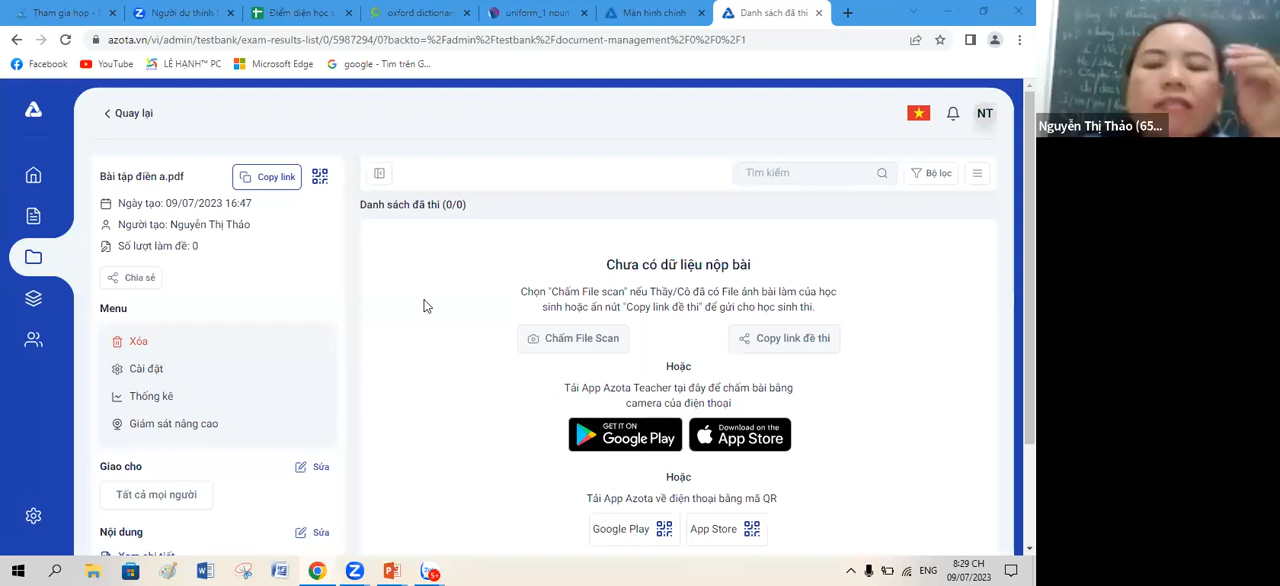 Tham gia họp - D
Người dự thính S
Điểm diện học s
oxford dictionar
uniform_1 noun
Màn hình chính
Danh sách đã thi
azota.vn/vi/admin/testbank/exam-results-list/0/5987294/0?backto=%2Fadmin%2Ftestbank%2Fdocument-management%2F0%2F0%2F1
Facebook
YouTube
LÊ HẠNH™ PC
Microsoft Edge
google - Tìm trên G...
Quay lại
NT
Nguyễn Thị Thảo (65...
Bài tập điền a.pdf
Copy link
Ngày tạo: 09/07/2023 16:47
Người tạo: Nguyễn Thị Thảo
Số lượt làm đề: 0
Chia sẻ
Menu
Xóa
Cài đặt
Thống kê
Giám sát nâng cao
Giao cho
Sửa
Tất cả mọi người
Nội dung
Sửa
Xem chi tiết
Tìm kiếm
Bộ lọc
Danh sách đã thi (0/0)
Chưa có dữ liệu nộp bài
Chọn "Chấm File scan" nếu Thầy/Cô đã có File ảnh bài làm của học
sinh hoặc ấn nút "Copy link đề thi" để gửi cho học sinh thi.
Chấm File Scan
Copy link đề thi
Hoặc
Tải App Azota Teacher tại đây để chấm bài bằng
camera của điện thoại
GET IT ON
Google Play
Download on the
App Store
Hoặc
Tải App Azota về điện thoại bằng mã QR
Google Play
App Store
ENG
8:29 CH
09/07/2023